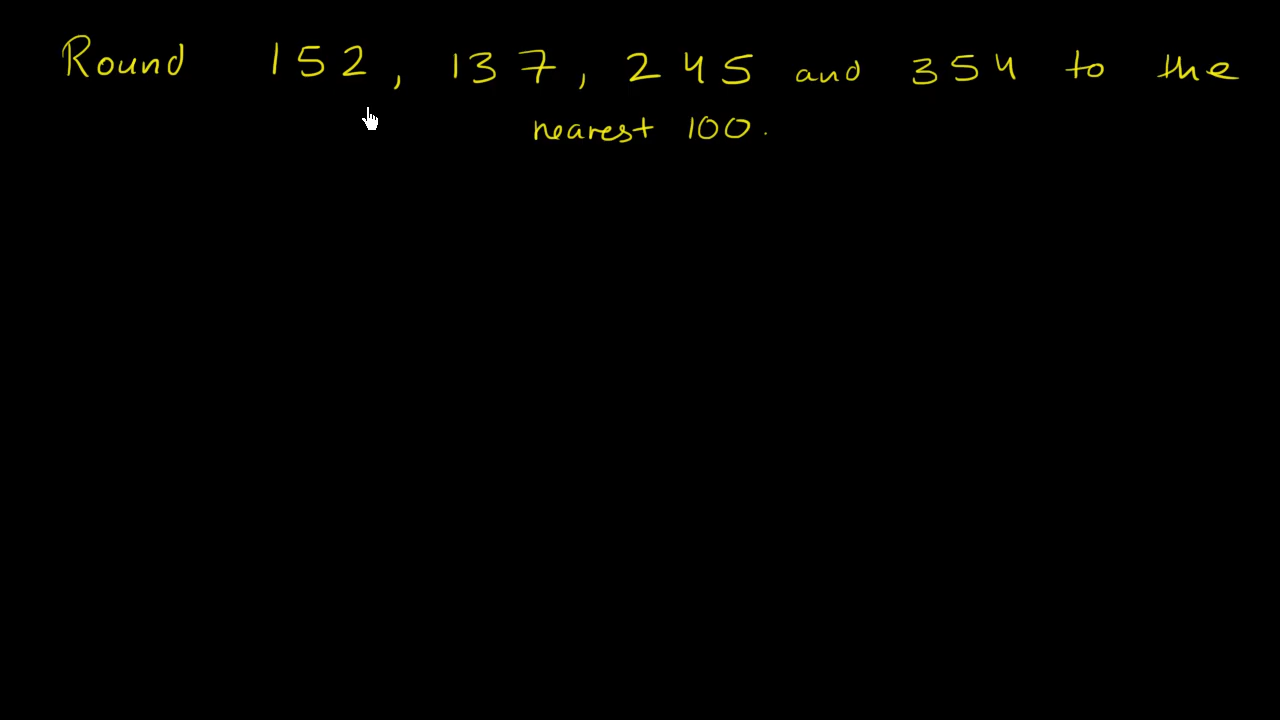 Round 152, 137, 245 and 354 to the
nearest 100.